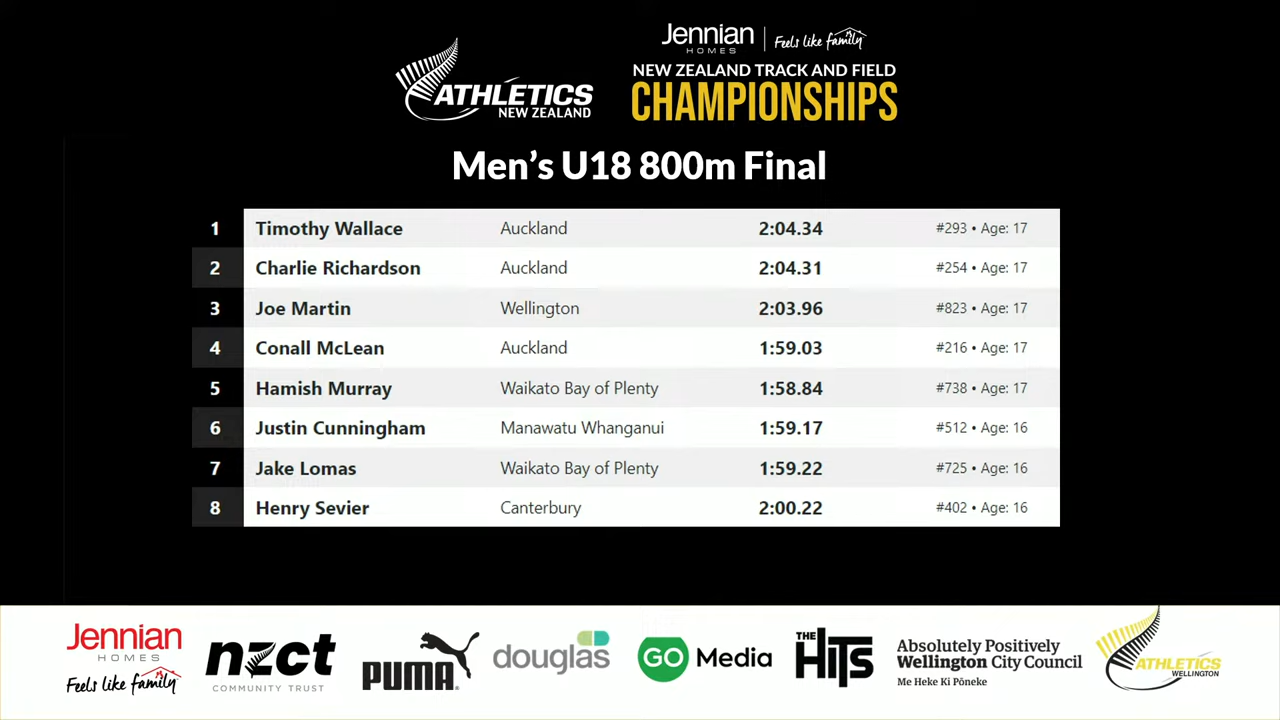 Jennian HOMES Feels like family
NEW ZEALAND TRACK AND FIELD
CHAMPIONSHIPS
ATHLETICS
NEW ZEALAND
Men's U18 800m Final
1 Timothy Wallace Auckland 2:04.34 #293 • Age: 17
2 Charlie Richardson Auckland 2:04.31 #254 • Age: 17
3 Joe Martin Wellington 2:03.96 #823 • Age: 17
4 Conall McLean Auckland 1:59.03 #216 • Age: 17
5 Hamish Murray Waikato Bay of Plenty 1:58.84 #738 • Age: 17
6 Justin Cunningham Manawatu Whanganui 1:59.17 #512 • Age: 16
7 Jake Lomas Waikato Bay of Plenty 1:59.22 #725 • Age: 16
8 Henry Sevier Canterbury 2:00.22 #402 • Age: 16
Jennian
HOMES
Feels like family
nzct
COMMUNITY TRUST
PUMA
douglas
GO Media
THE HITS
Absolutely Positively
Wellington City Council
Me Heke Ki Pōneke
ATHLETICS
WELLINGTON